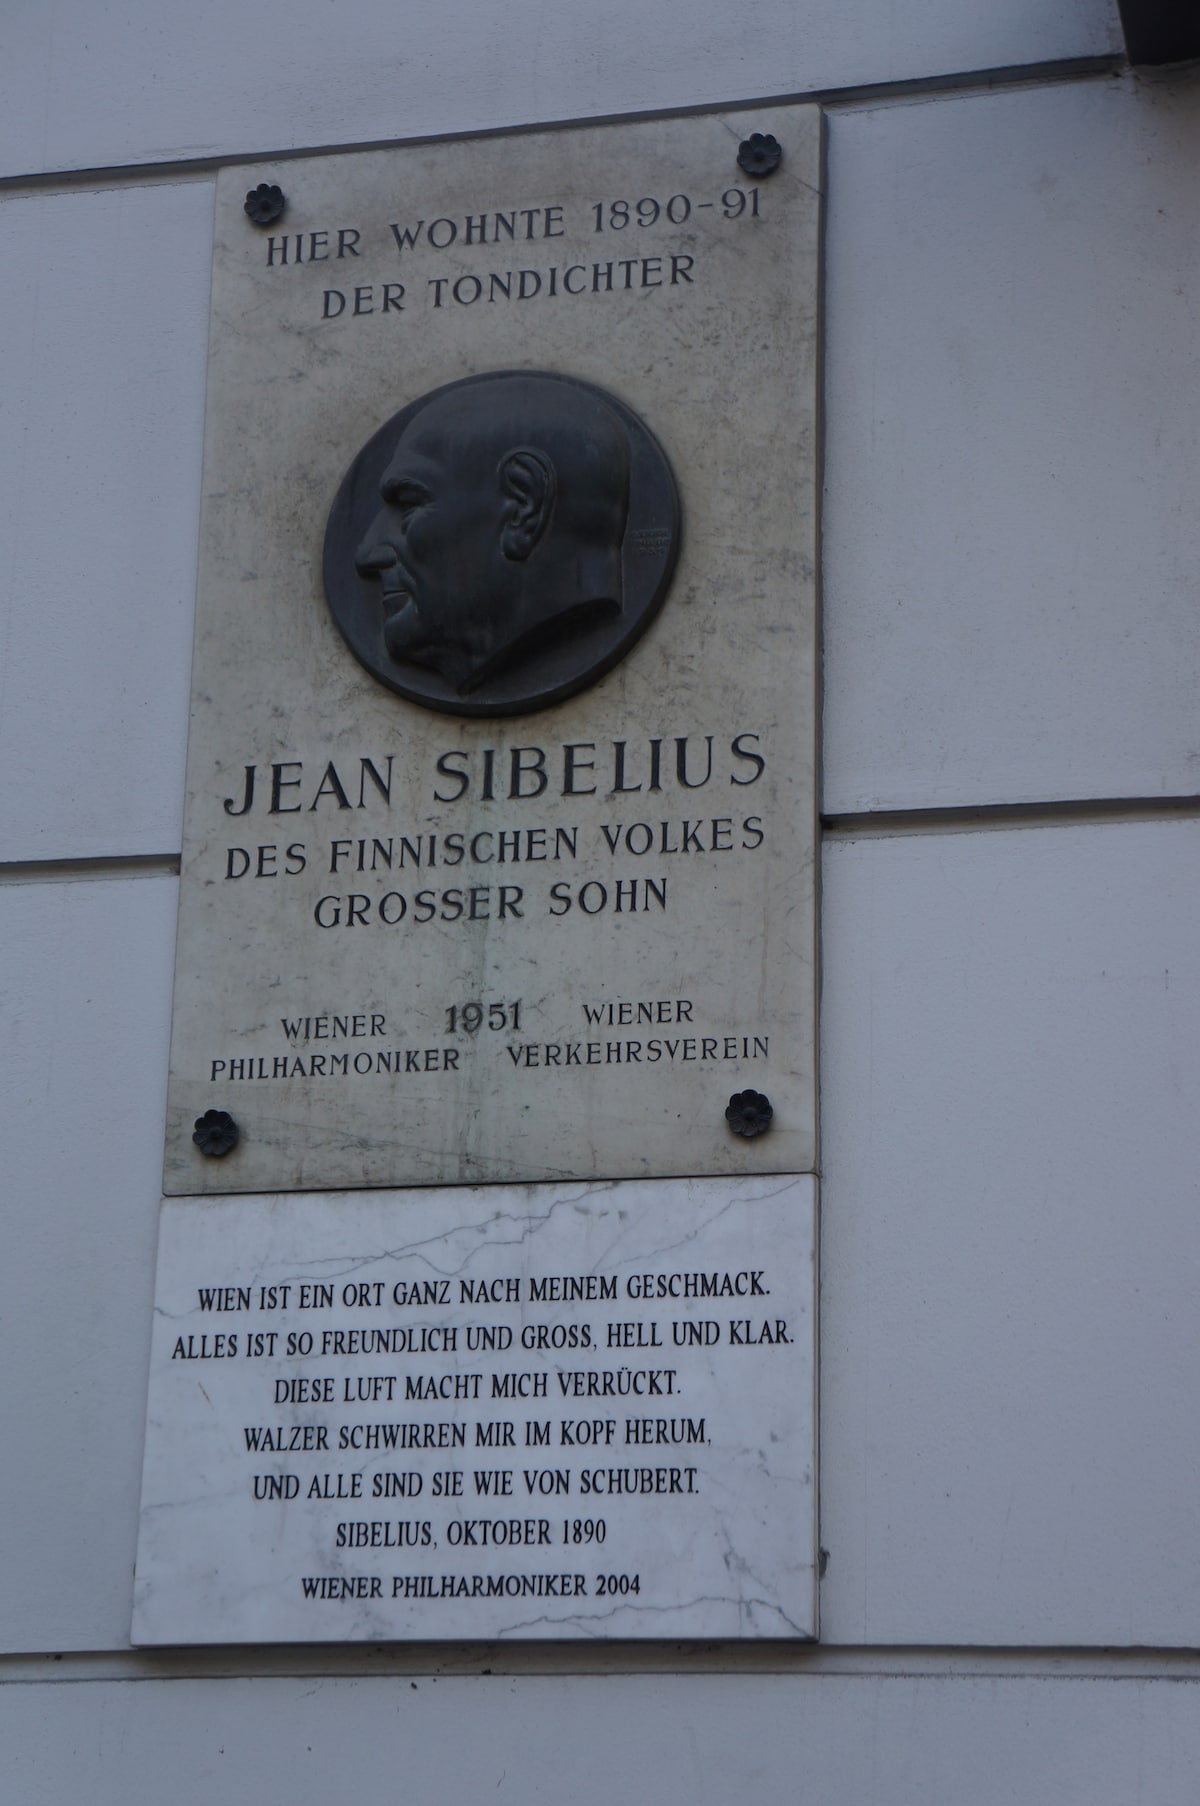 HIER WOHNTE 1890-91
DER TONDICHTER
JEAN SIBELIUS
DES FINNISCHEN VOLKES
GROSSER SOHN
WIENER 1951 WIENER
PHILHARMONIKER VERKEHRSVEREIN
WIEN IST EIN ORT GANZ NACH MEINEM GESCHMACK.
ALLES IST SO FREUNDLICH UND GROSS, HELL UND KLAR.
DIESE LUFT MACHT MICH VERRÜCKT.
WALZER SCHWIRREN MIR IM KOPF HERUM,
UND ALLE SIND SIE WIE VON SCHUBERT.
SIBELIUS, OKTOBER 1890
WIENER PHILHARMONIKER 2004